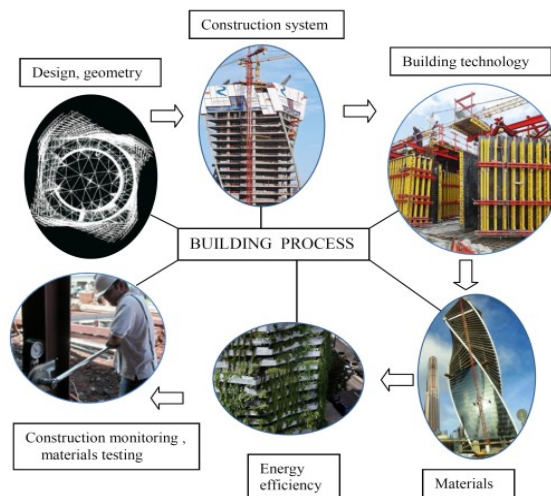 Construction system
Design, geometry
Building technology
BUILDING PROCESS
Construction monitoring ,
materials testing
Energy
efficiency
Materials